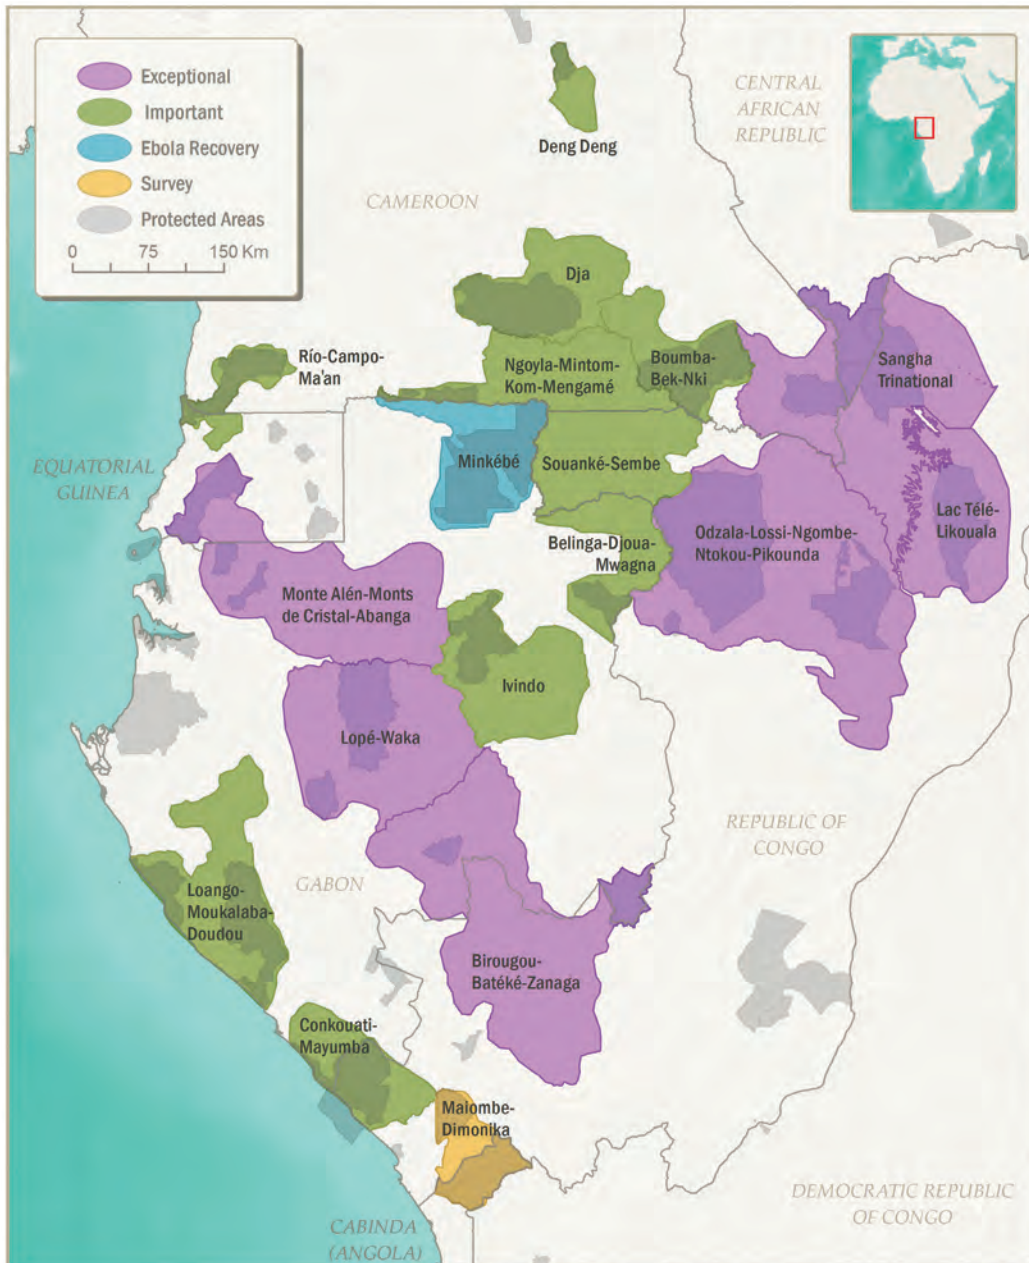 Exceptional
Important
Ebola Recovery
Survey
Protected Areas
0 75 150 Km
CENTRAL
AFRICAN
REPUBLIC
Deng Deng
CAMEROON
Dja
Río-Campo-
Ma'an
Ngoyla-Mintom-
Kom-Mengamé
Boumba-
Bek-Nki
Sangha
Trinational
EQUATORIAL
GUINEA
Minkébé
Souanké-Sembe
Belinga-Djoua-
Mwagna
Odzala-Lossi-Ngombe-
Ntokou-Pikounda
Lac Télé-
Likouala
Monte Alén-Monts
de Cristal-Abanga
Ivindo
Lopé-Waka
REPUBLIC OF
CONGO
GABON
Loango-
Moukalaba-
Doudou
Birougou-
Batéké-Zanaga
Conkouati-
Mayumba
Maiombe-
Dimonika
DEMOCRATIC REPUBLIC
OF CONGO
CABINDA
(ANGOLA)